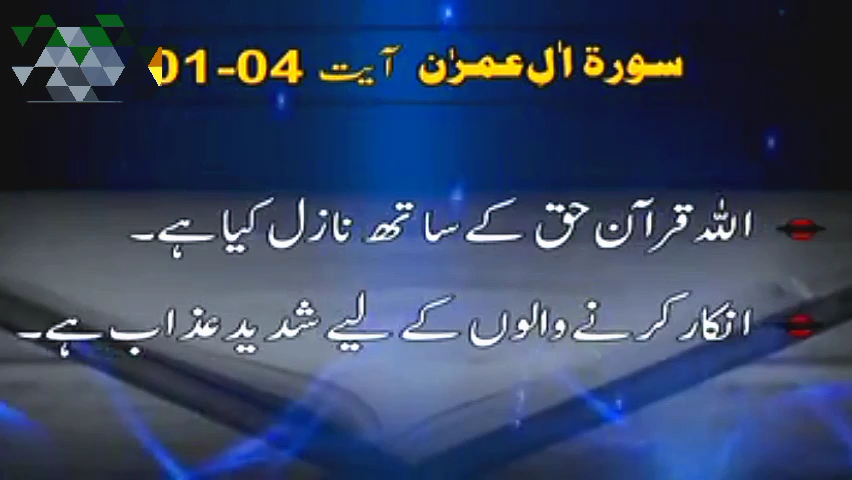 سورۃ اٰلِ عمرٰن آیت 01-04
اللہ قرآن حق کے ساتھ نازل کیا ہے۔
انکار کرنے والوں کے لیے شدید عذاب ہے۔